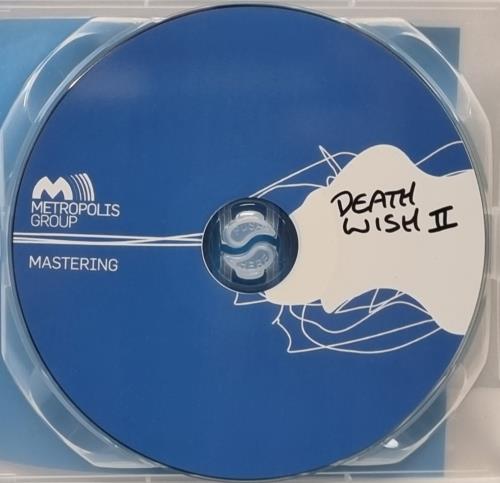 METROPOLIS
GROUP
MASTERING
DEATH
WISH II